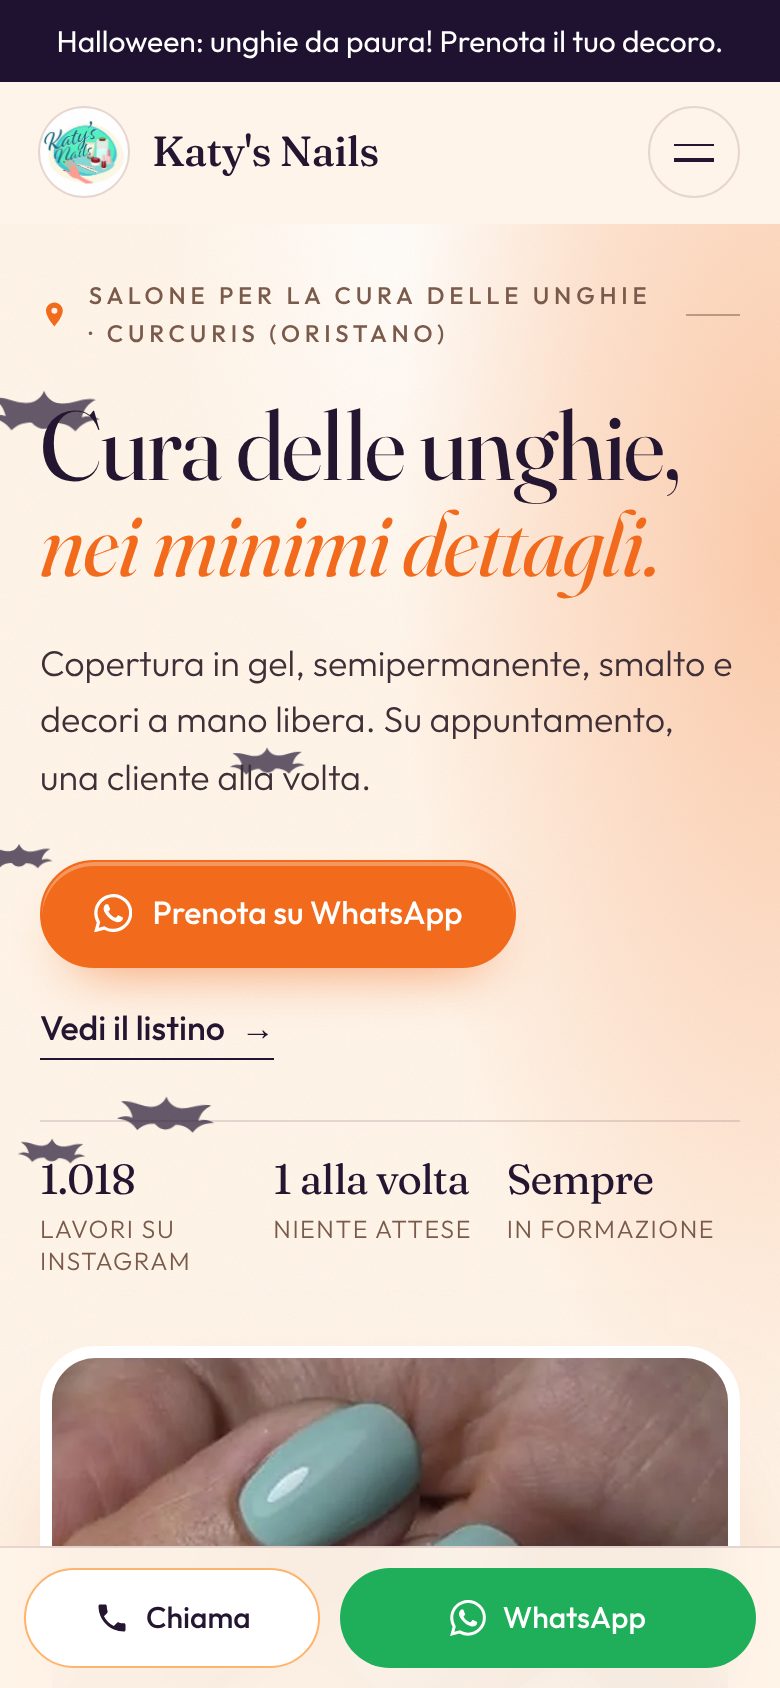 Halloween: unghie da paura! Prenota il tuo decoro.
Katy's Nails
Katy's Nails
SALONE PER LA CURA DELLE UNGHIE
· CURCURIS (ORISTANO)
Cura delle unghie,
nei minimi dettagli.
Copertura in gel, semipermanente, smalto e
decori a mano libera. Su appuntamento,
una cliente alla volta.
Prenota su WhatsApp
Vedi il listino →
1.018
LAVORI SU
INSTAGRAM
1 alla volta
NIENTE ATTESE
Sempre
IN FORMAZIONE
Chiama
WhatsApp